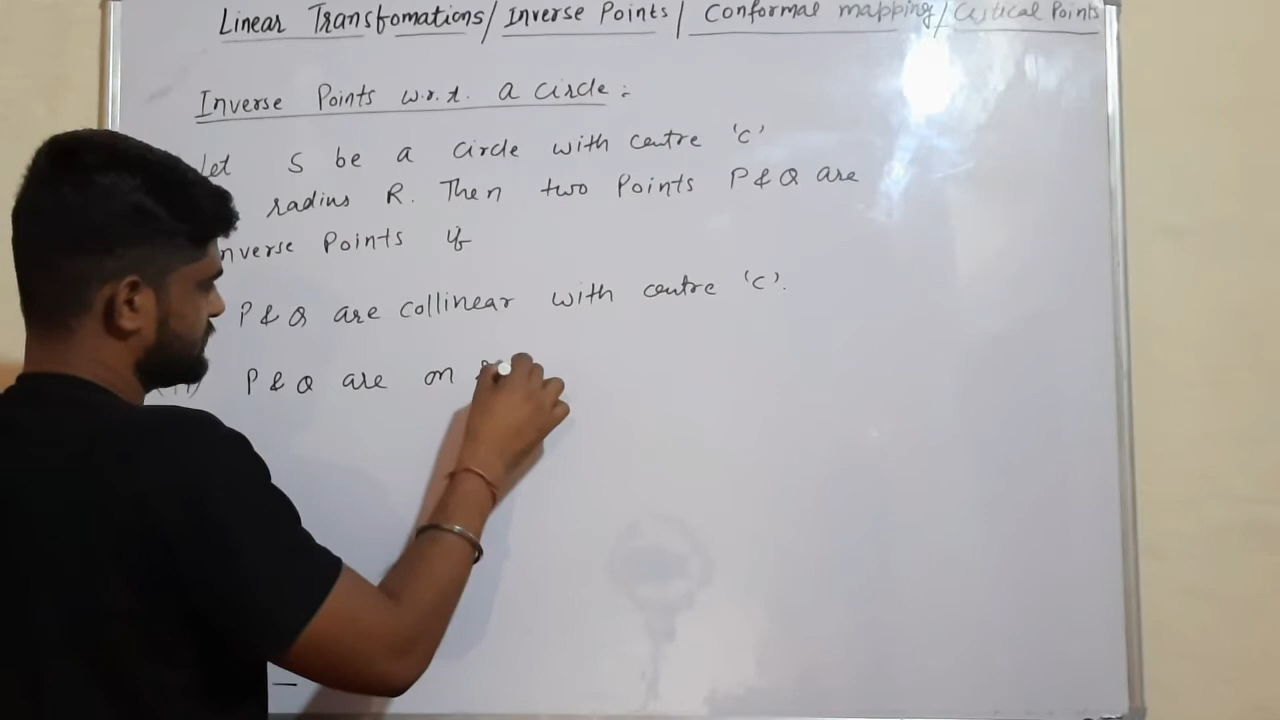 Linear Transfomations/ Inverse Points/ Conformal mapping/ Critical Points
Inverse Points w.r.t. a circle:
Let S be a circle with centre 'c'
radius R. Then two Points P & Q are
nverse Points if
P & Q are collinear with centre 'c'.
P & Q are on